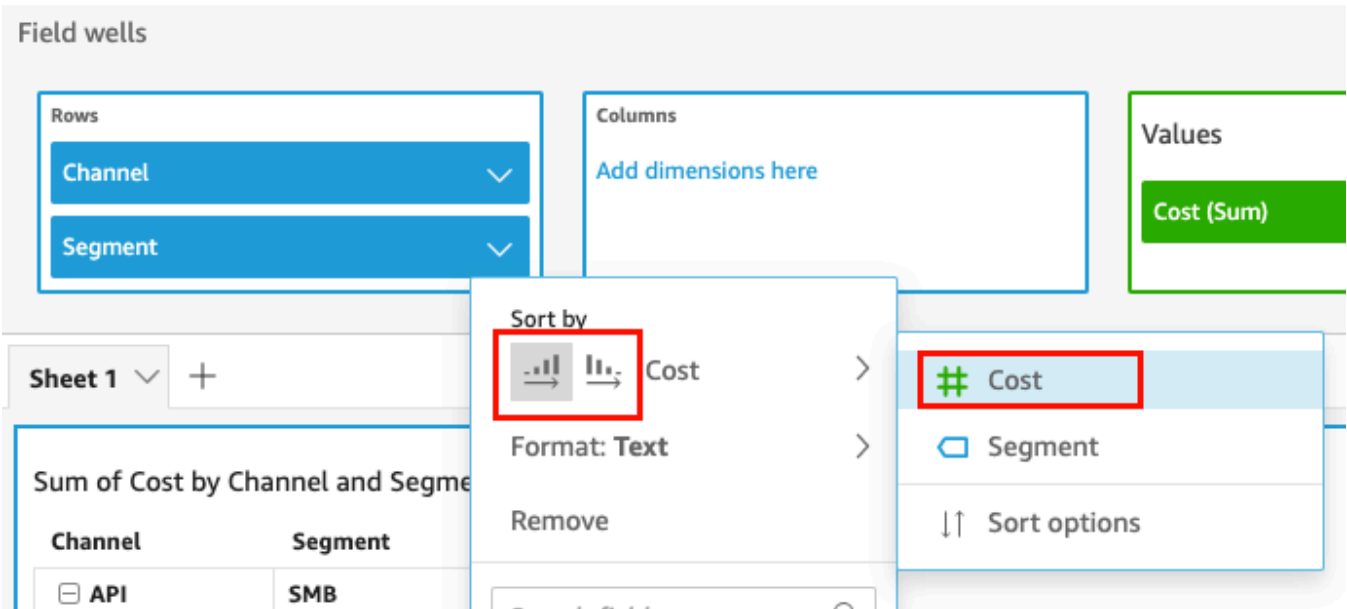 Field wells
Rows
Columns
Values
Channel
Add dimensions here
Cost (Sum)
Segment
Sort by
Cost
Cost
Sheet 1
Format: Text
Segment
Sum of Cost by Channel and Segme
Remove
Sort options
Channel
Segment
API
SMB